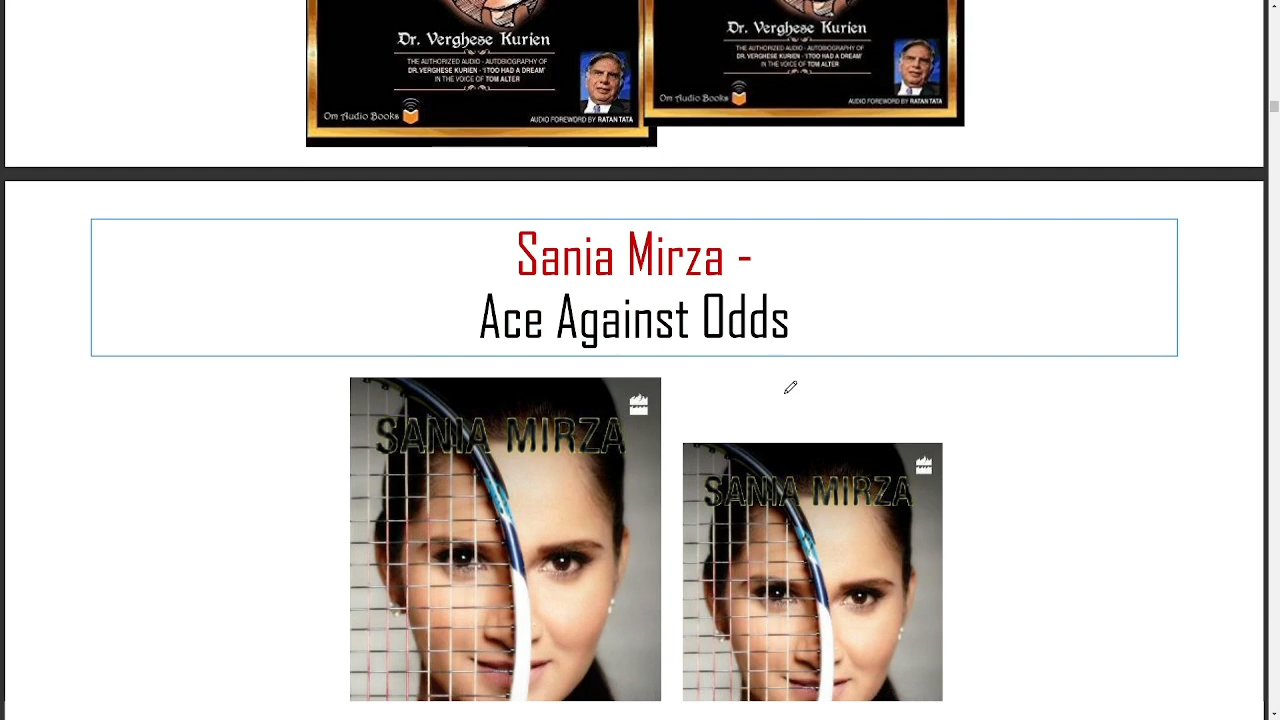 Dr. Verghese Kurien
THE AUTHORIZED AUDIO - AUTOBIOGRAPHY OF
DR. VERGHESE KURIEN - 'I TOO HAD A DREAM'
IN THE VOICE OF TOM ALTER
Om Audio Books
AUDIO FOREWORD BY RATAN TATA
Dr. Verghese Kurien
THE AUTHORIZED AUDIO - AUTOBIOGRAPHY OF
DR. VERGHESE KURIEN - 'I TOO HAD A DREAM'
IN THE VOICE OF TOM ALTER
Om Audio Books
AUDIO FOREWORD BY RATAN TATA
Sania Mirza -
Ace Against Odds
SANIA MIRZA
SANIA MIRZA